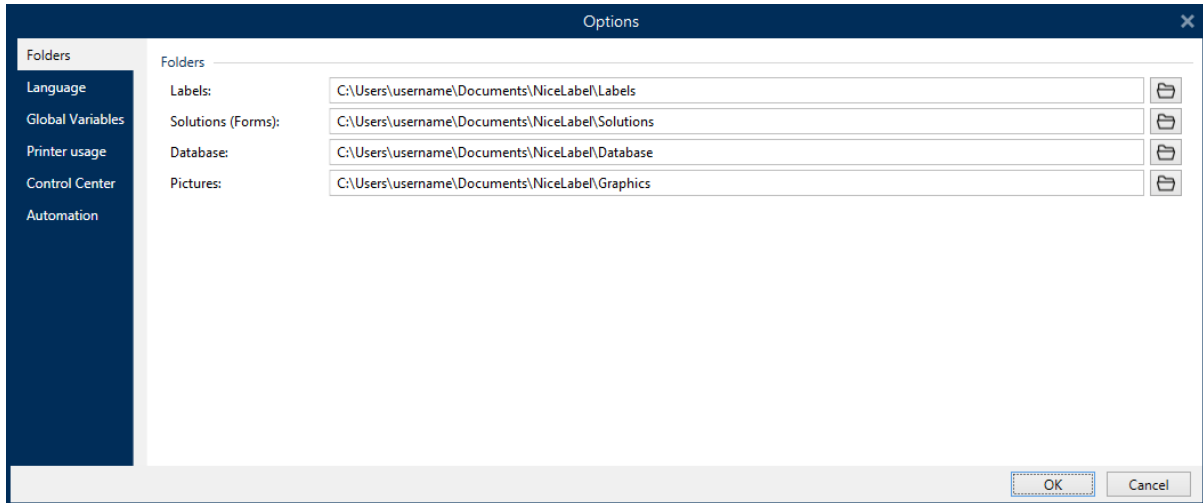 Options
Folders
Language
Global Variables
Printer usage
Control Center
Automation
Folders
Labels: C:\Users\username\Documents\NiceLabel\Labels
Solutions (Forms): C:\Users\username\Documents\NiceLabel\Solutions
Database: C:\Users\username\Documents\NiceLabel\Database
Pictures: C:\Users\username\Documents\NiceLabel\Graphics
OK Cancel